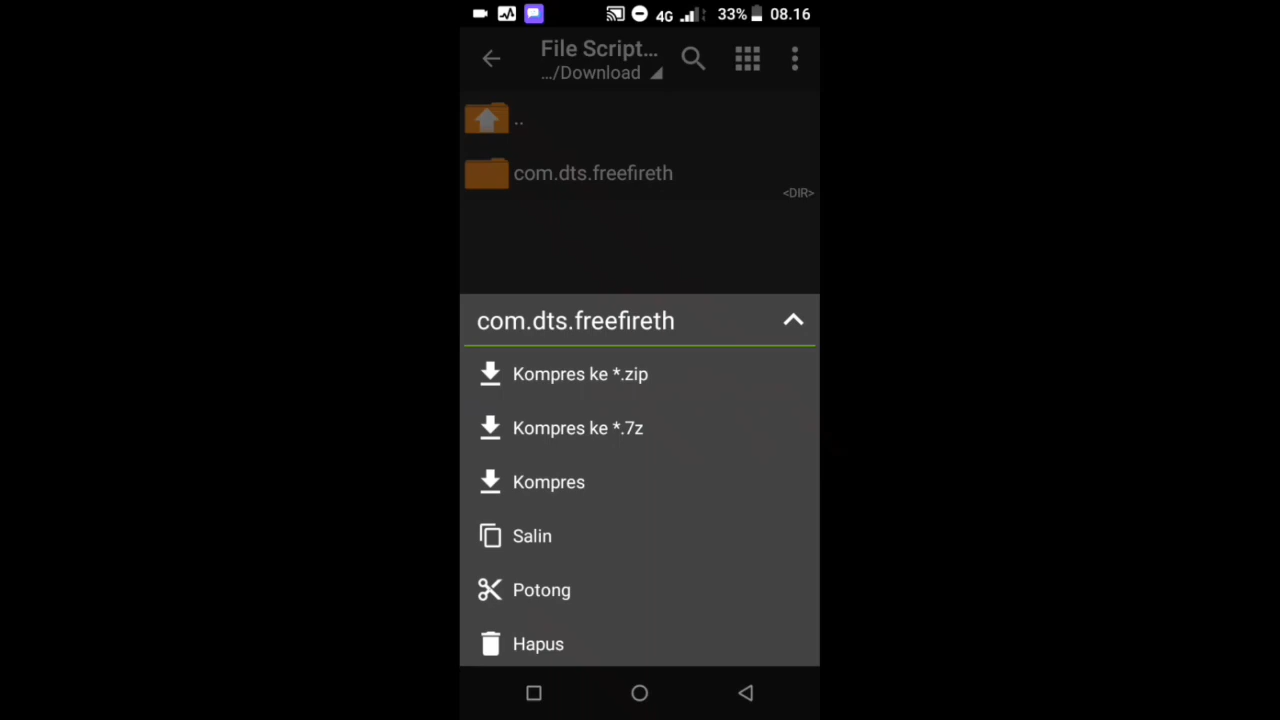 4G 33% 08.16
File Script...
.../Download
..
com.dts.freefireth
<DIR>
com.dts.freefireth
Kompres ke *.zip
Kompres ke *.7z
Kompres
Salin
Potong
Hapus